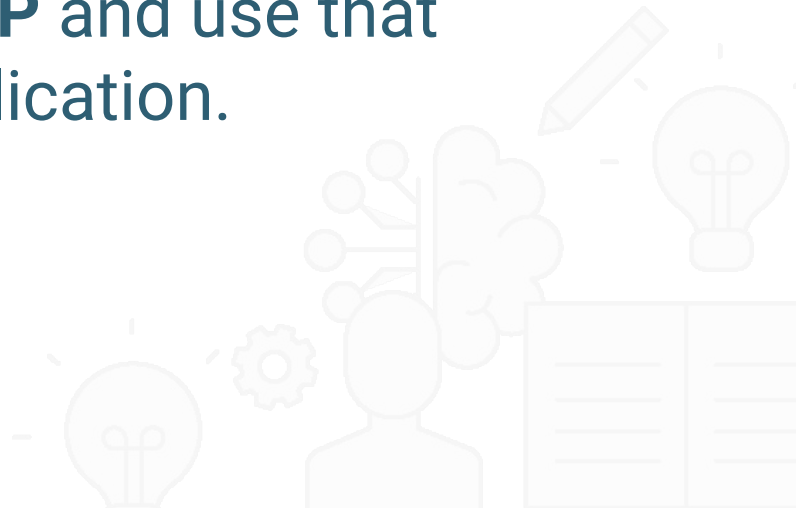 P and use that
lication.